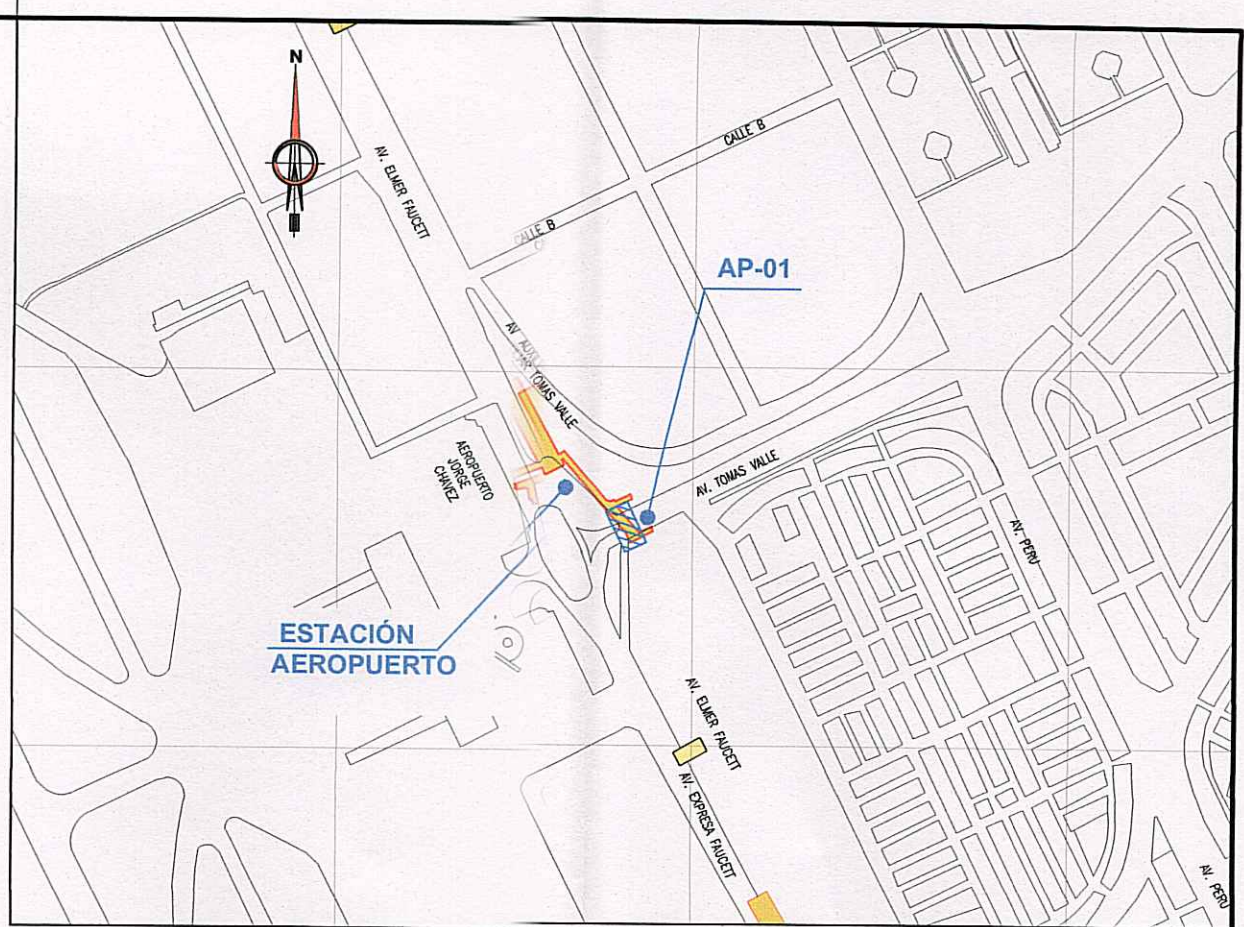 N
CALLE B
AV. ELMER FAUCETT
CALLE B
AP-01
AV. AUXILIAR TOMAS VALLE
AEROPUERTO
JORGE
CHAVEZ
AV. TOMAS VALLE
AV. PERU
ESTACIÓN
AEROPUERTO
AV. ELMER FAUCETT
AV. EXPRESA FAUCETT
AV. PERU